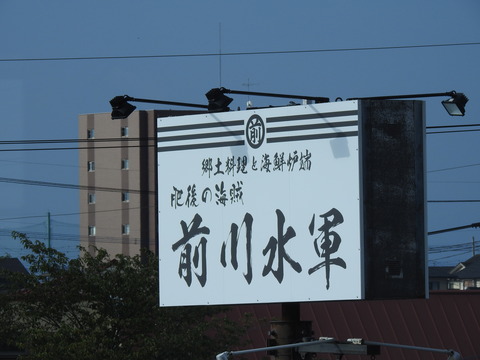 前
郷土料理と海鮮炉端
肥後の海賊
前川水軍